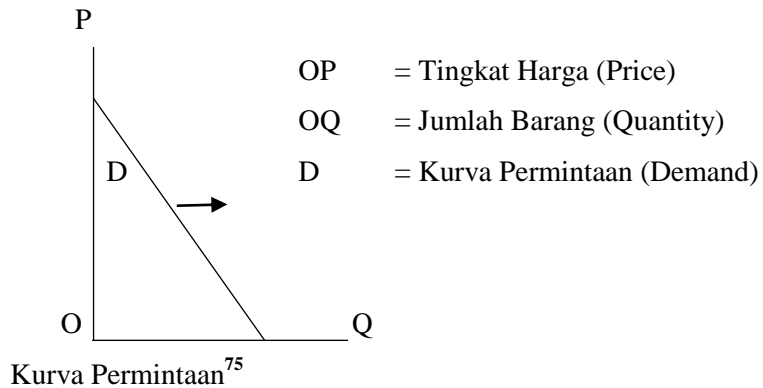 P
OP = Tingkat Harga (Price)
OQ = Jumlah Barang (Quantity)
D D = Kurva Permintaan (Demand)
O Q
Kurva Permintaan75